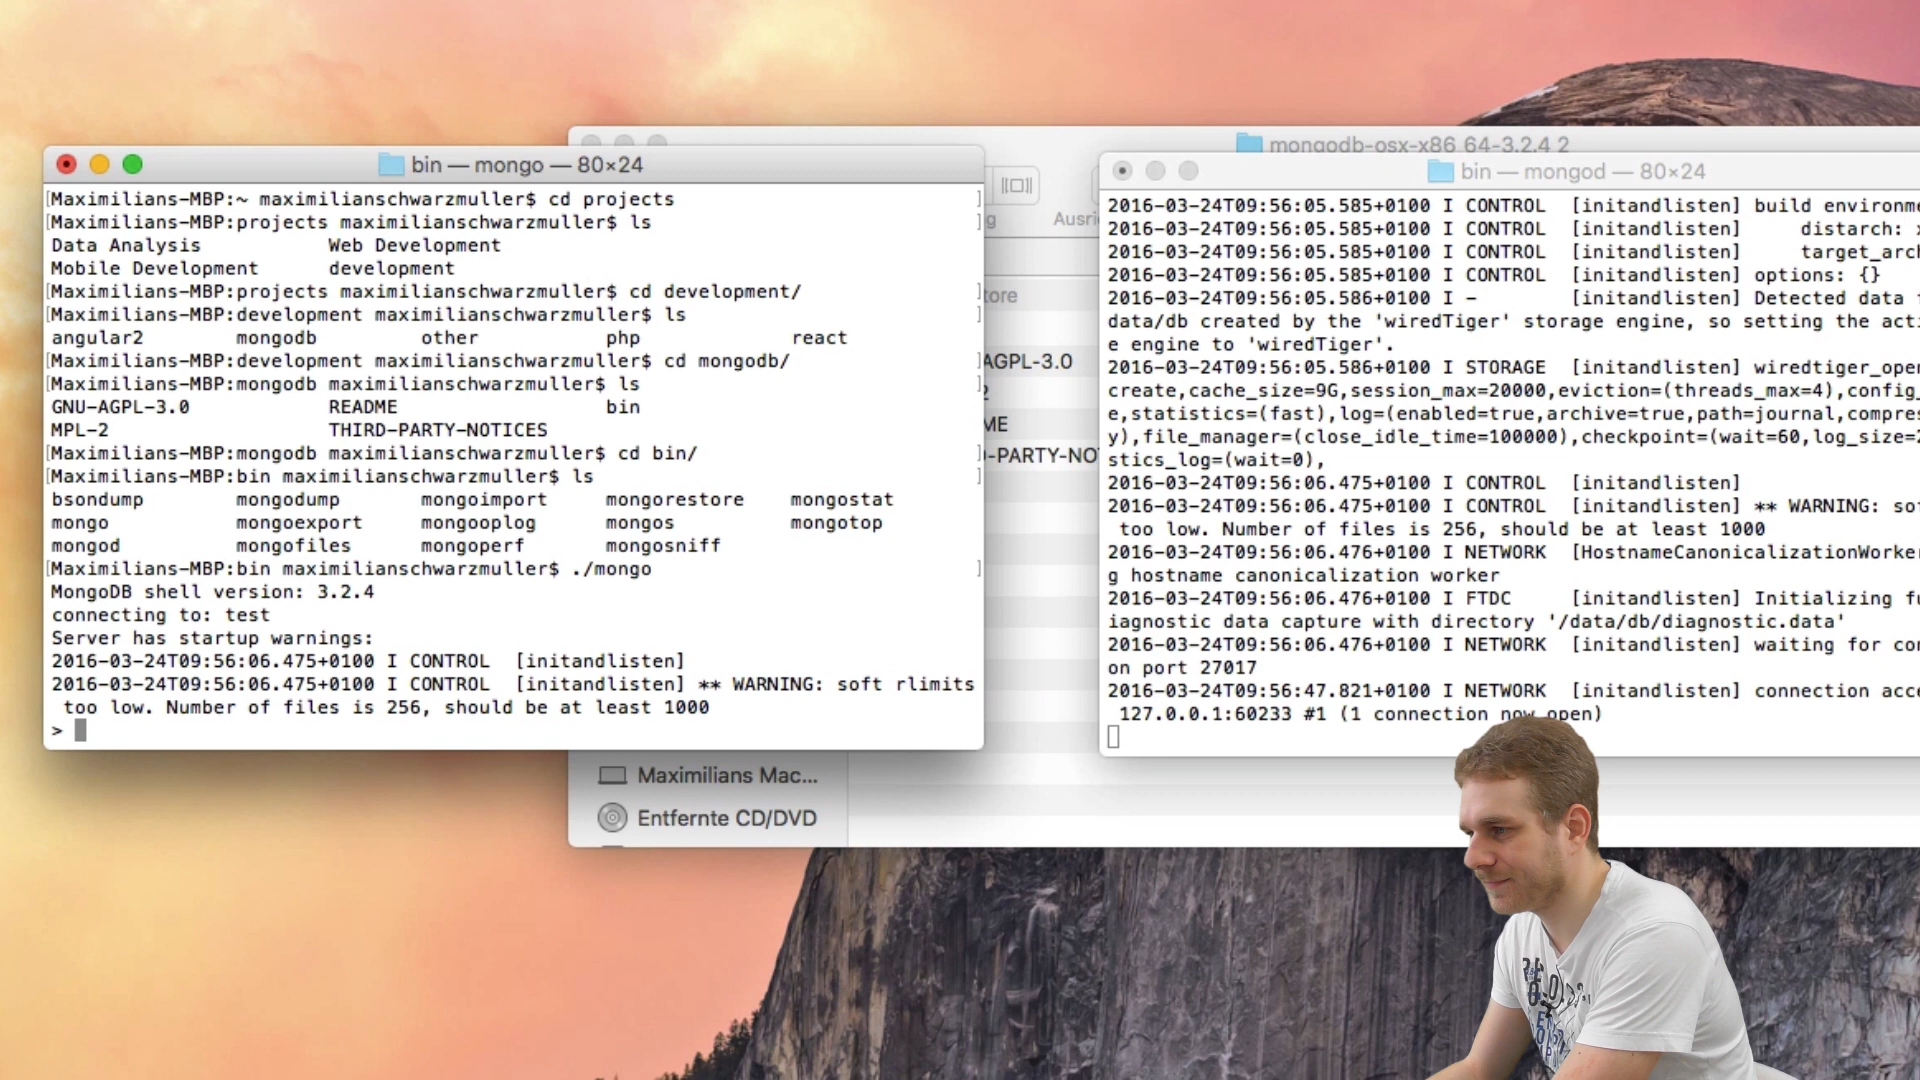 mongodb-osx-x86 64-3.2.4 2
bin — mongo — 80×24
Maximilians-MBP:~ maximilianschwarzmuller$ cd projects
Maximilians-MBP:projects maximilianschwarzmuller$ ls
Data Analysis Web Development
Mobile Development development
Maximilians-MBP:projects maximilianschwarzmuller$ cd development/
Maximilians-MBP:development maximilianschwarzmuller$ ls
angular2 mongodb other php react
Maximilians-MBP:development maximilianschwarzmuller$ cd mongodb/
Maximilians-MBP:mongodb maximilianschwarzmuller$ ls
GNU-AGPL-3.0 README bin
MPL-2 THIRD-PARTY-NOTICES
Maximilians-MBP:mongodb maximilianschwarzmuller$ cd bin/
Maximilians-MBP:bin maximilianschwarzmuller$ ls
bsondump mongodump mongoimport mongorestore mongostat
mongo mongoexport mongooplog mongos mongotop
mongod mongofiles mongoperf mongosniff
Maximilians-MBP:bin maximilianschwarzmuller$ ./mongo
MongoDB shell version: 3.2.4
connecting to: test
Server has startup warnings:
2016-03-24T09:56:06.475+0100 I CONTROL [initandlisten]
2016-03-24T09:56:06.475+0100 I CONTROL [initandlisten] ** WARNING: soft rlimits
too low. Number of files is 256, should be at least 1000
>
AGPL-3.0
-PARTY-NO
Maximilians Mac...
Entfernte CD/DVD
bin — mongod — 80×24
2016-03-24T09:56:05.585+0100 I CONTROL [initandlisten] build environme
2016-03-24T09:56:05.585+0100 I CONTROL [initandlisten] distarch:
2016-03-24T09:56:05.585+0100 I CONTROL [initandlisten] target_arc
2016-03-24T09:56:05.585+0100 I CONTROL [initandlisten] options: {}
2016-03-24T09:56:05.586+0100 I - [initandlisten] Detected data
data/db created by the 'wiredTiger' storage engine, so setting the acti
e engine to 'wiredTiger'.
2016-03-24T09:56:05.586+0100 I STORAGE [initandlisten] wiredtiger_ope
create,cache_size=9G,session_max=20000,eviction=(threads_max=4),config_
e,statistics=(fast),log=(enabled=true,archive=true,path=journal,compres
y),file_manager=(close_idle_time=100000),checkpoint=(wait=60,log_size=2
stics_log=(wait=0),
2016-03-24T09:56:06.475+0100 I CONTROL [initandlisten]
2016-03-24T09:56:06.475+0100 I CONTROL [initandlisten] ** WARNING: so
too low. Number of files is 256, should be at least 1000
2016-03-24T09:56:06.476+0100 I NETWORK [HostnameCanonicalizationWorke
g hostname canonicalization worker
2016-03-24T09:56:06.476+0100 I FTDC [initandlisten] Initializing fu
iagnostic data capture with directory '/data/db/diagnostic.data'
2016-03-24T09:56:06.476+0100 I NETWORK [initandlisten] waiting for con
on port 27017
2016-03-24T09:56:47.821+0100 I NETWORK [initandlisten] connection acce
127.0.0.1:60233 #1 (1 connection now open)